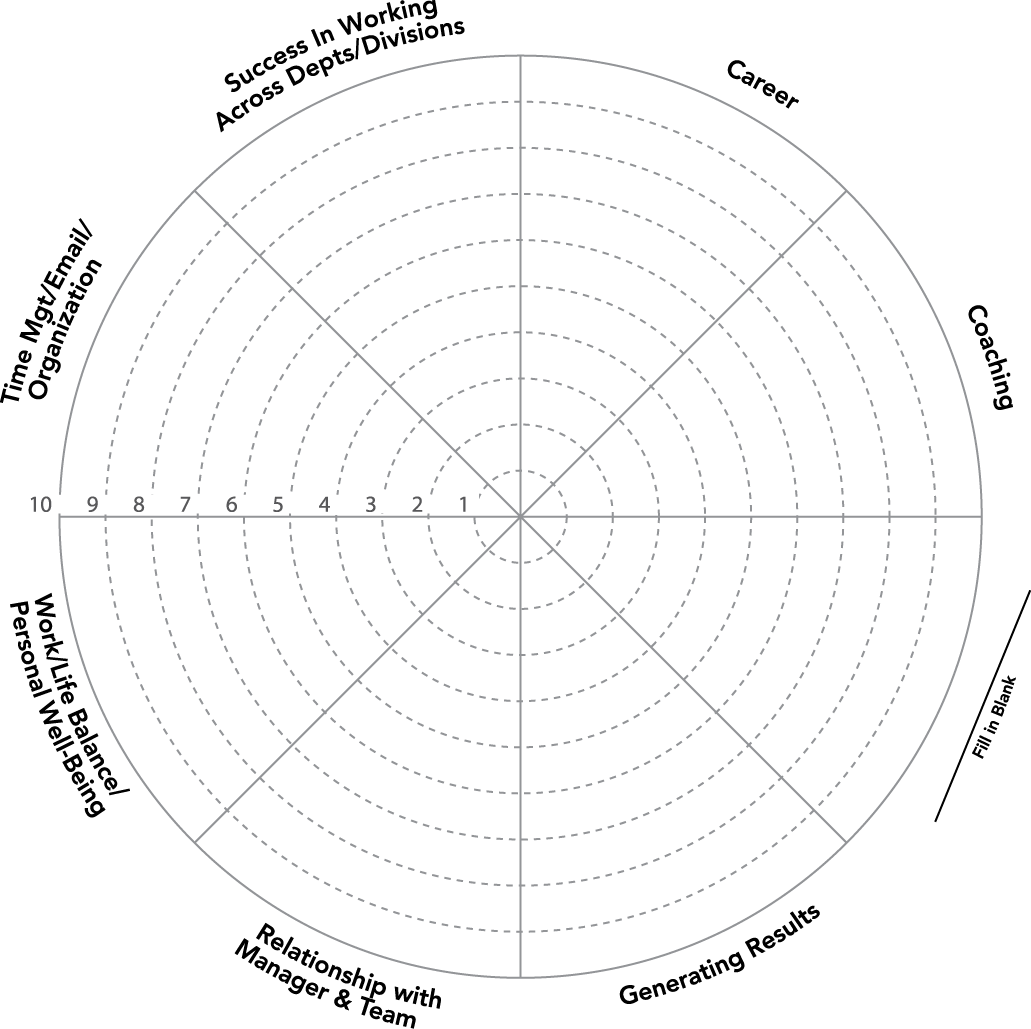 Success In Working
Across Depts/Divisions
Career
Time Mgt/Email/
Organization
Coaching
10 9 8 7 6 5 4 3 2 1
Work/Life Balance/
Personal Well-Being
Fill in Blank
Relationship with
Manager & Team
Generating Results